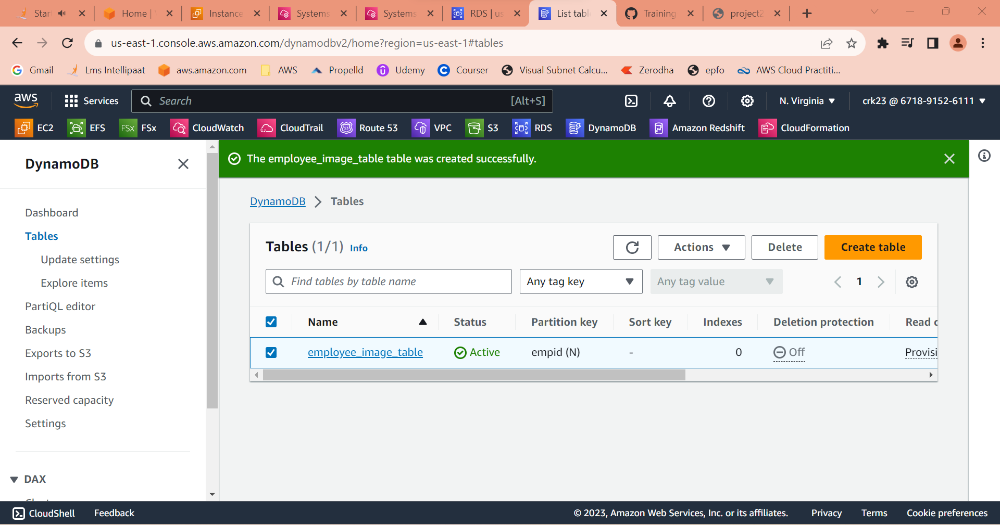 Star
Home |
Instance
Systems
Systems
RDS | us
List tabl
Training
project2
us-east-1.console.aws.amazon.com/dynamodbv2/home?region=us-east-1#tables
Gmail
Lms Intellipaat
aws.amazon.com
AWS
Propelld
Udemy
Courser
Visual Subnet Calcu...
Zerodha
epfo
AWS Cloud Practiti...
aws
Services
Search
[Alt+S]
N. Virginia
crk23 @ 6718-9152-6111
EC2
EFS
FSx
FSx
CloudWatch
CloudTrail
53
Route 53
VPC
S3
RDS
DynamoDB
Amazon Redshift
CloudFormation
DynamoDB
Dashboard
Tables
Update settings
Explore items
PartiQL editor
Backups
Exports to S3
Imports from S3
Reserved capacity
Settings
DAX
The employee_image_table table was created successfully.
DynamoDB
Tables
Tables (1/1) Info
Actions
Delete
Create table
Find tables by table name
Any tag key
Any tag value
1
Name
Status
Partition key
Sort key
Indexes
Deletion protection
Read c
employee_image_table
Active
empid (N)
-
0
Off
Provisi
CloudShell
Feedback
© 2023, Amazon Web Services, Inc. or its affiliates.
Privacy
Terms
Cookie preferences